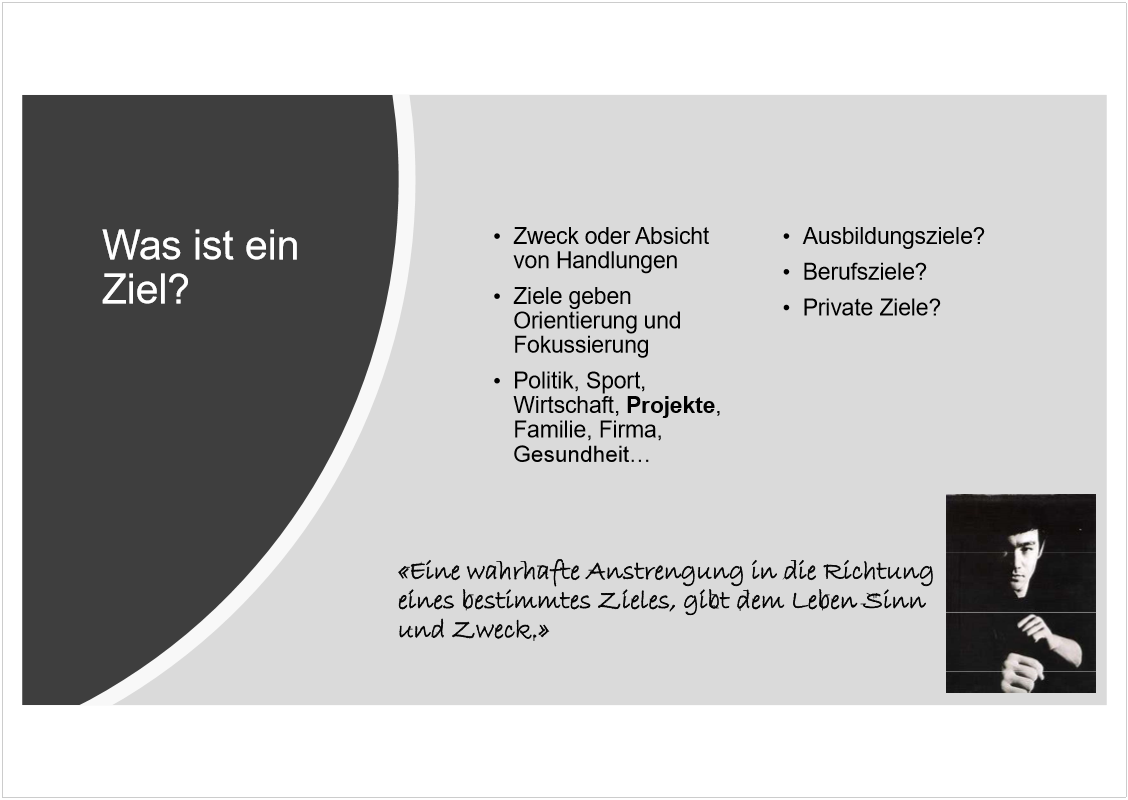 Was ist ein
Ziel?
• Zweck oder Absicht
von Handlungen
• Ziele geben
Orientierung und
Fokussierung
• Politik, Sport,
Wirtschaft, Projekte,
Familie, Firma,
Gesundheit…
• Ausbildungsziele?
• Berufsziele?
• Private Ziele?
«Eine wahrhafte Anstrengung in die Richtung
eines bestimmtes Zieles, gibt dem Leben Sinn
und Zweck.»